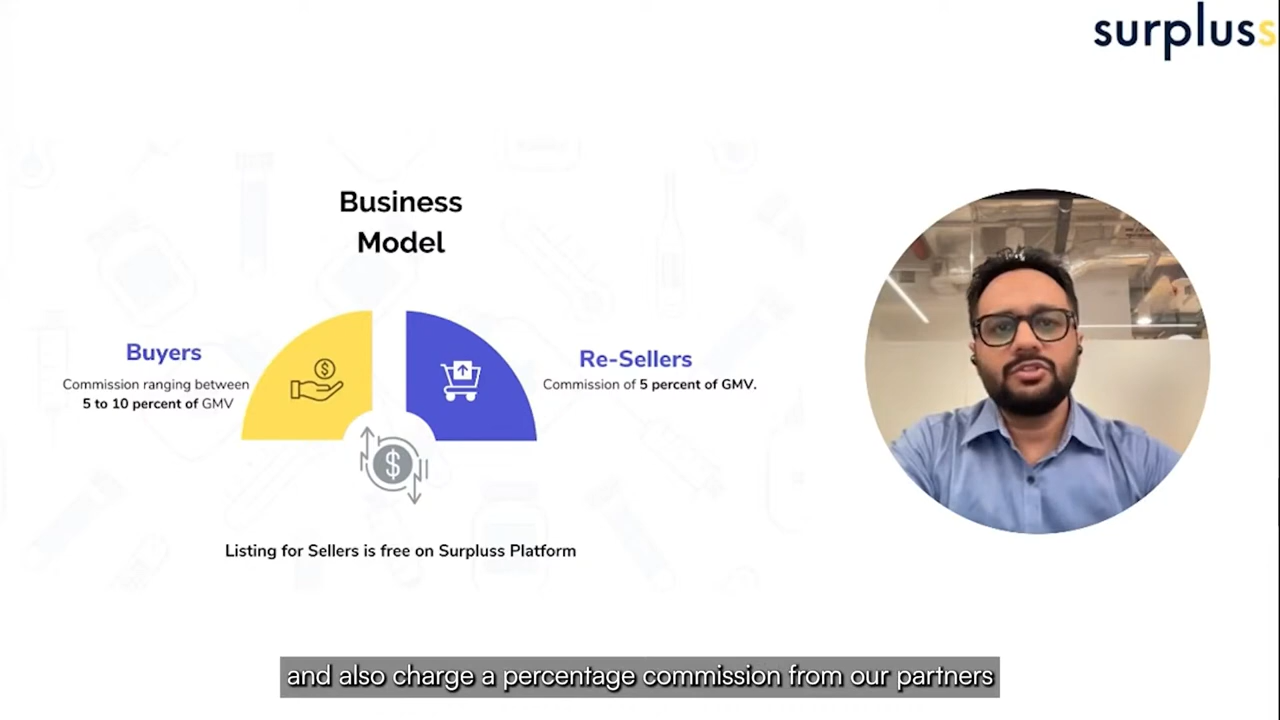 surpluss
Business
Model
Buyers
Commission ranging between
5 to 10 percent of GMV
Re-Sellers
Commission of 5 percent of GMV.
Listing for Sellers is free on Surpluss Platform
and also charge a percentage commission from our partners